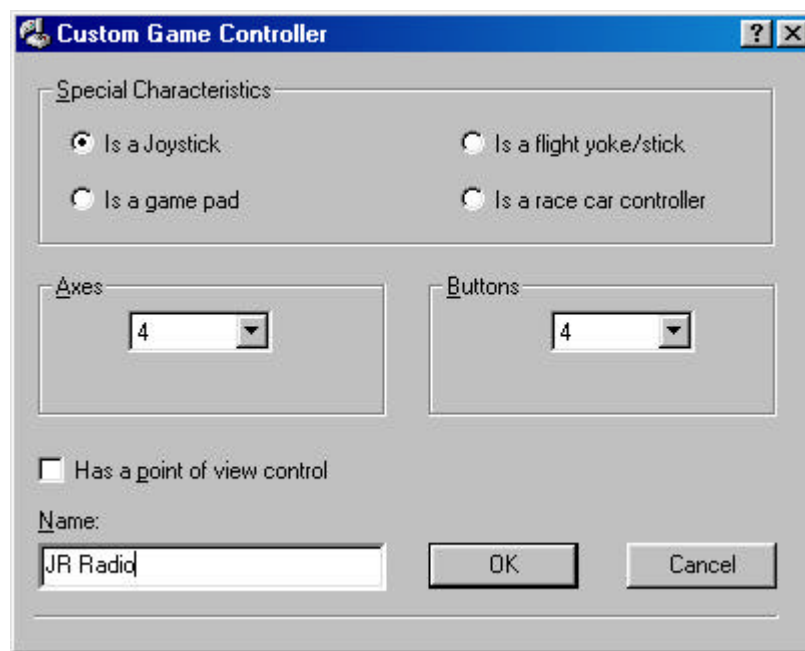 Custom Game Controller
Special Characteristics
Is a Joystick
Is a flight yoke/stick
Is a game pad
Is a race car controller
Axes
Buttons
4
4
Has a point of view control
Name:
JR Radio
OK
Cancel